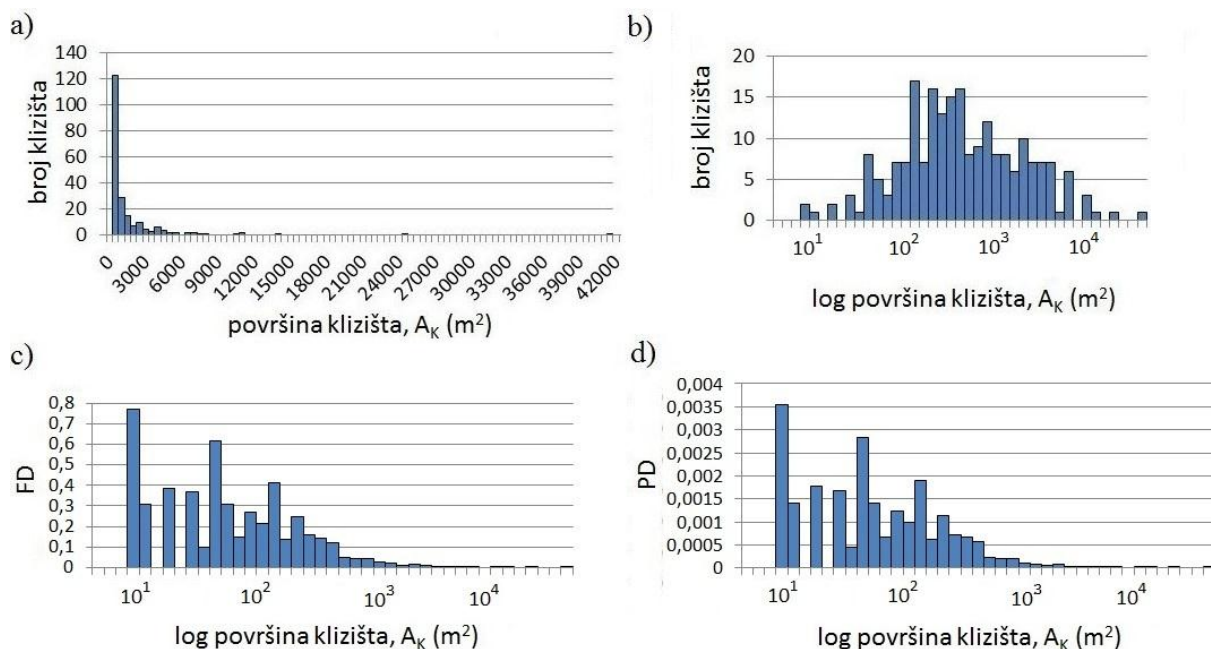 a)
140
120
100
80
60
40
20
0
broj klizišta
0 3000 6000 9000 12000 15000 18000 21000 24000 27000 30000 33000 36000 39000 42000
površina klizišta, A_K (m²)
b)
20
15
10
5
0
broj klizišta
10¹ 10² 10³ 10⁴
log površina klizišta, A_K (m²)
c)
0,8
0,7
0,6
0,5
0,4
0,3
0,2
0,1
0
FD
10¹ 10² 10³ 10⁴
log površina klizišta, A_K (m²)
d)
0,004
0,0035
0,003
0,0025
0,002
0,0015
0,001
0,0005
0
PD
10¹ 10² 10³ 10⁴
log površina klizišta, A_K (m²)